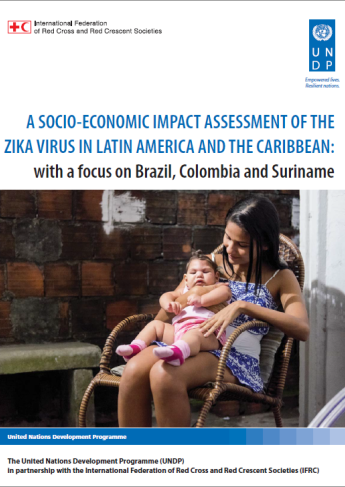 International Federation
of Red Cross and Red Crescent Societies
U N
D P
Empowered lives.
Resilient nations.
A SOCIO-ECONOMIC IMPACT ASSESSMENT OF THE
ZIKA VIRUS IN LATIN AMERICA AND THE CARIBBEAN:
with a focus on Brazil, Colombia and Suriname
United Nations Development Programme
The United Nations Development Programme (UNDP)
in partnership with the International Federation of Red Cross and Red Crescent Societies (IFRC)